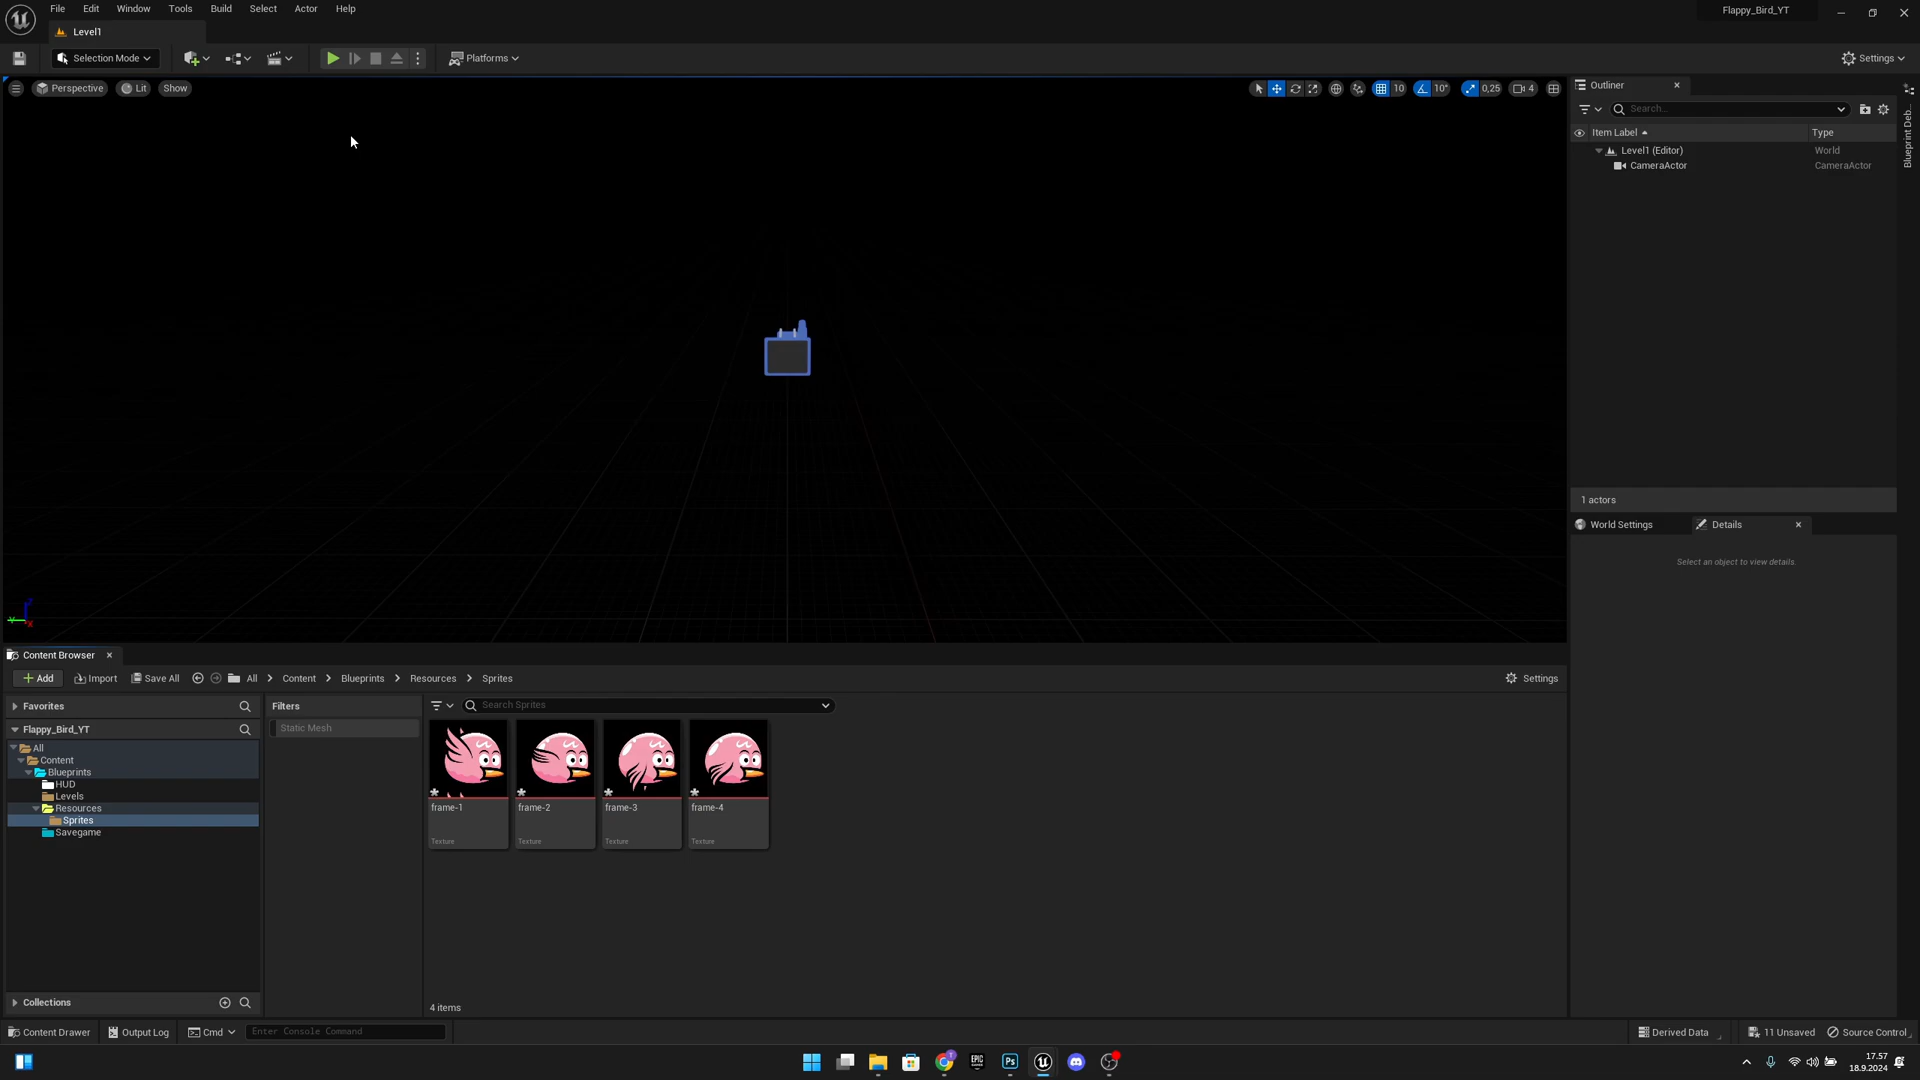 File Edit Window Tools Build Select Actor Help
Flappy_Bird_YT
Level1
Selection Mode
Platforms
Settings
Perspective Lit Show
10 10° 0,25 4
Outliner
Search...
Item Label Type
Level1 (Editor) World
CameraActor CameraActor
Blueprint Deb...
1 actors
World Settings Details
Select an object to view details.
Content Browser
Add Import Save All All Content Blueprints Resources Sprites Settings
Favorites
Flappy_Bird_YT
All
Content
Blueprints
HUD
Levels
Resources
Sprites
Savegame
Collections
Filters
Static Mesh
Search Sprites
frame-1 frame-2 frame-3 frame-4
Texture Texture Texture Texture
4 items
Content Drawer Output Log Cmd Enter Console Command Derived Data 11 Unsaved Source Control
EPIC
Ps
17.57
18.9.2024